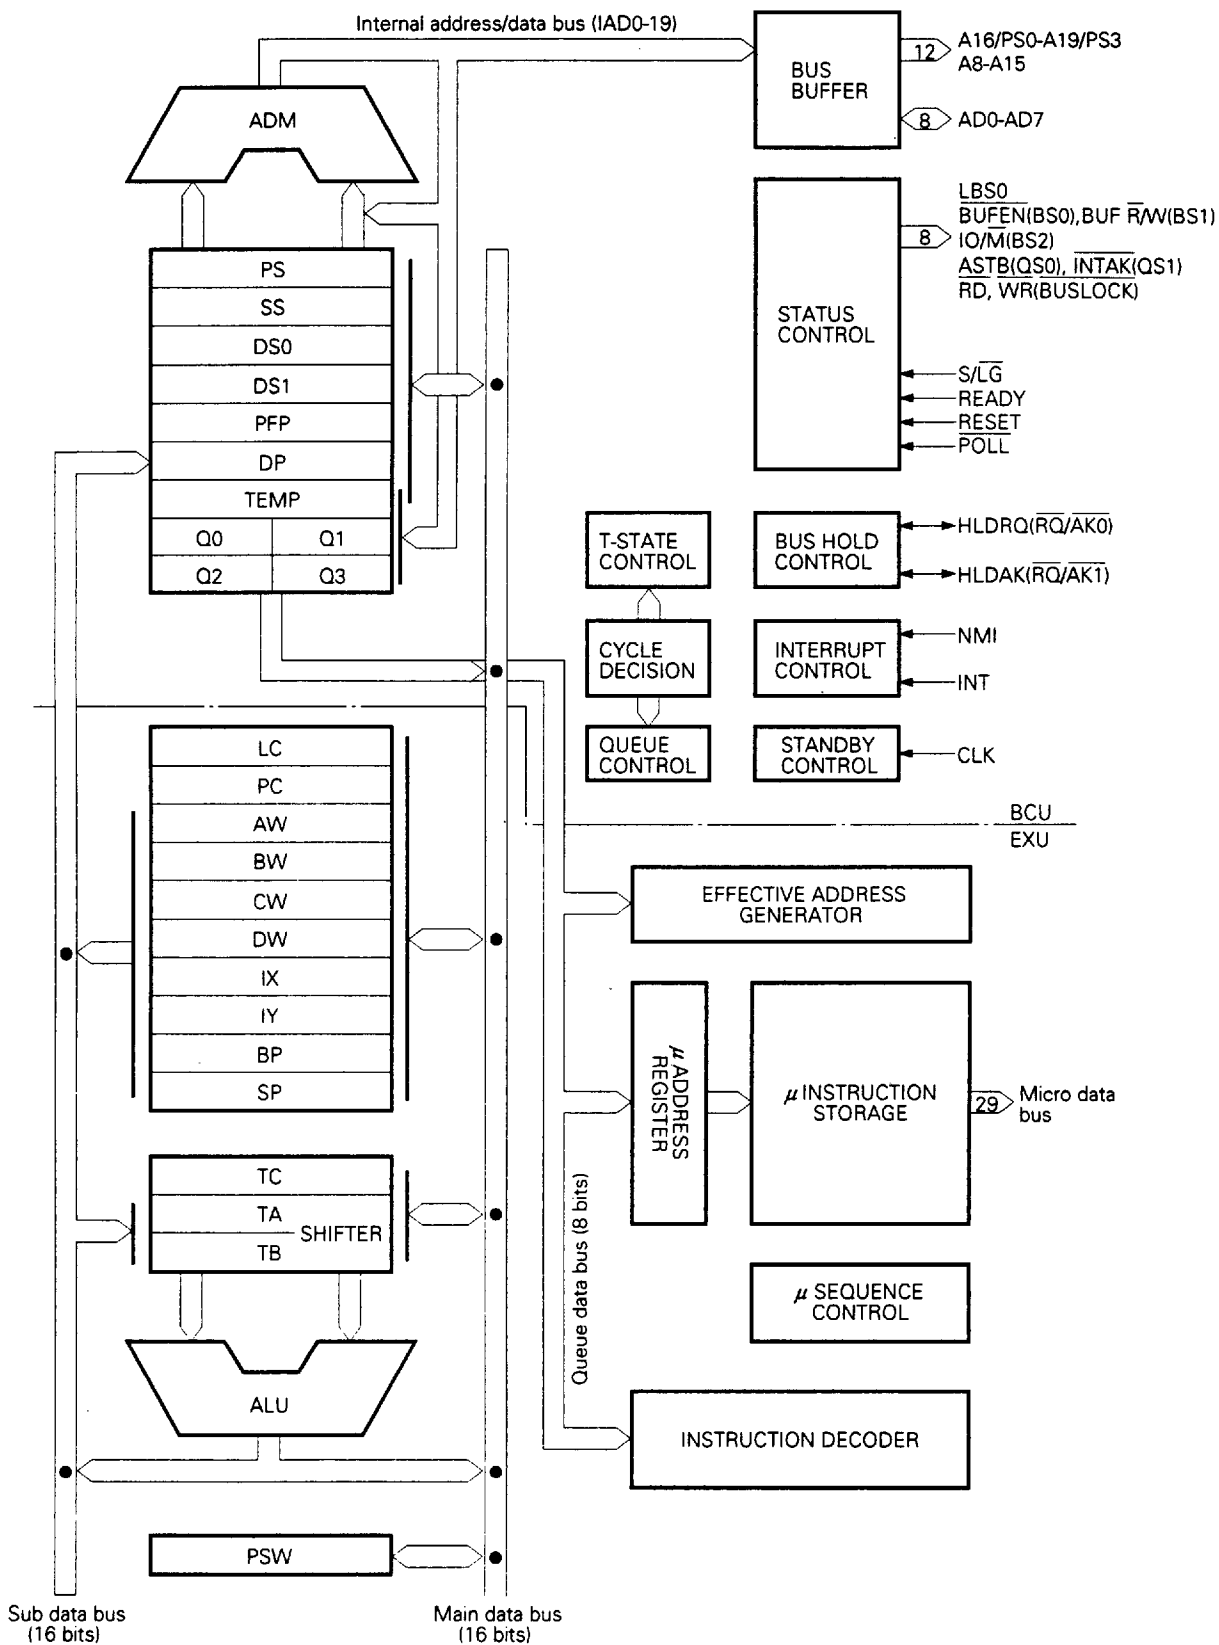 Internal address/data bus (IAD0-19)
ADM
BUS
BUFFER
12
A16/PS0-A19/PS3
A8-A15
8
AD0-AD7
PS
SS
DS0
DS1
PFP
DP
TEMP
Q0
Q1
Q2
Q3
STATUS
CONTROL
8
LBS0
BUFEN(BS0),BUF R/W(BS1)
IO/M(BS2)
ASTB(QS0), INTAK(QS1)
RD, WR(BUSLOCK)
S/LG
READY
RESET
POLL
T-STATE
CONTROL
BUS HOLD
CONTROL
HLDRQ(RQ/AK0)
HLDAK(RQ/AK1)
CYCLE
DECISION
INTERRUPT
CONTROL
NMI
INT
QUEUE
CONTROL
STANDBY
CONTROL
CLK
BCU
EXU
LC
PC
AW
BW
CW
DW
IX
IY
BP
SP
EFFECTIVE ADDRESS
GENERATOR
μ ADDRESS
REGISTER
μ INSTRUCTION
STORAGE
29
Micro data
bus
TC
TA
SHIFTER
TB
Queue data bus (8 bits)
μ SEQUENCE
CONTROL
ALU
INSTRUCTION DECODER
PSW
Sub data bus
(16 bits)
Main data bus
(16 bits)